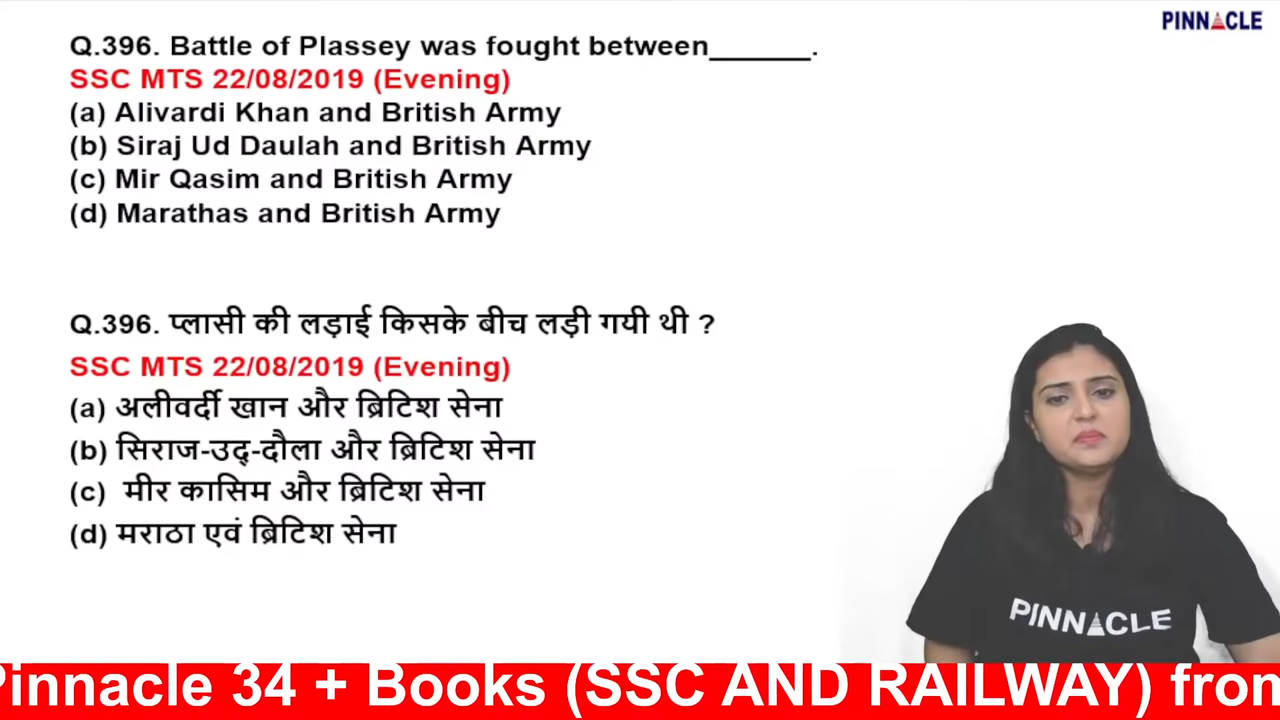 PINNACLE
Q.396. Battle of Plassey was fought between______.
SSC MTS 22/08/2019 (Evening)
(a) Alivardi Khan and British Army
(b) Siraj Ud Daulah and British Army
(c) Mir Qasim and British Army
(d) Marathas and British Army
Q.396. प्लासी की लड़ाई किसके बीच लड़ी गयी थी ?
SSC MTS 22/08/2019 (Evening)
(a) अलीवर्दी खान और ब्रिटिश सेना
(b) सिराज-उद्-दौला और ब्रिटिश सेना
(c) मीर कासिम और ब्रिटिश सेना
(d) मराठा एवं ब्रिटिश सेना
PINNACLE
Pinnacle 34 + Books (SSC AND RAILWAY) fron